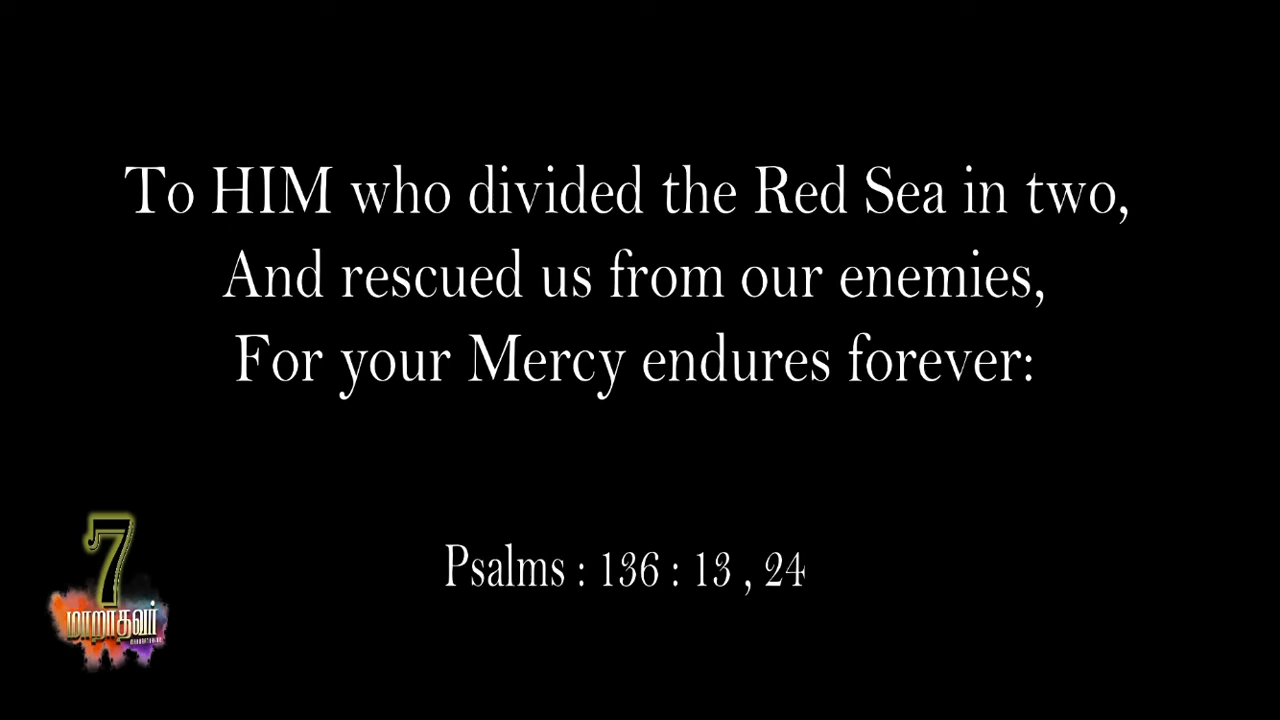 To HIM who divided the Red Sea in two,
And rescued us from our enemies,
For your Mercy endures forever:
Psalms : 136 : 13 , 24
7
மாறாதவர்